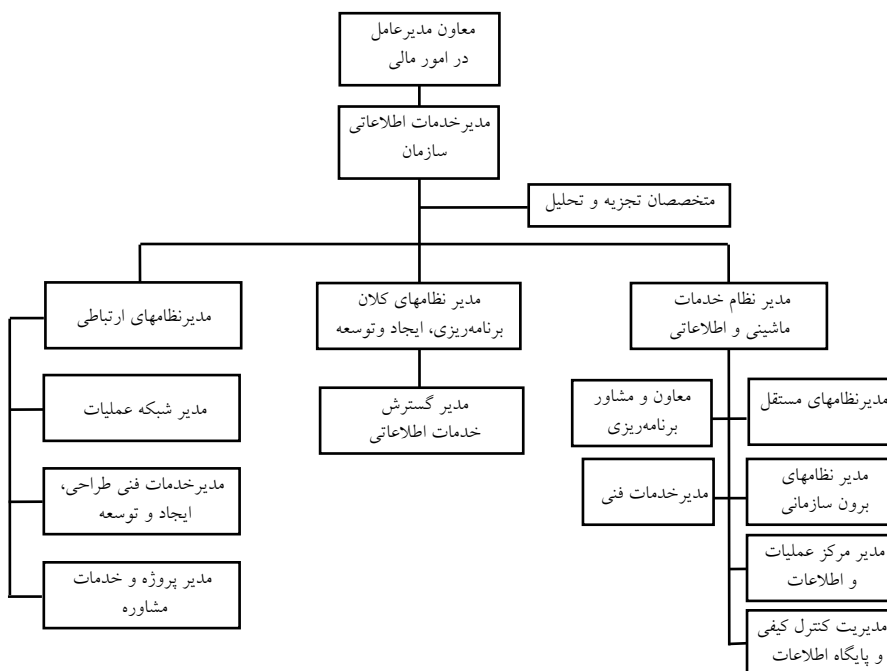 معاون مدیرعامل
در امور مالی
مدیرخدمات اطلاعاتی
سازمان
متخصصان تجزیه و تحلیل
مدیر نظام خدمات
ماشینی و اطلاعاتی
مدیر نظامهای کلان
برنامه‌ریزی، ایجاد وتوسعه
مدیرنظامهای ارتباطی
مدیرنظامهای مستقل
معاون و مشاور
برنامه‌ریزی
مدیر گسترش
خدمات اطلاعاتی
مدیر شبکه عملیات
مدیر نظامهای
برون سازمانی
مدیرخدمات فنی
مدیرخدمات فنی طراحی،
ایجاد و توسعه
مدیر مرکز عملیات
و اطلاعات
مدیر پروژه و خدمات
مشاوره
مدیریت کنترل کیفی
و پایگاه اطلاعات